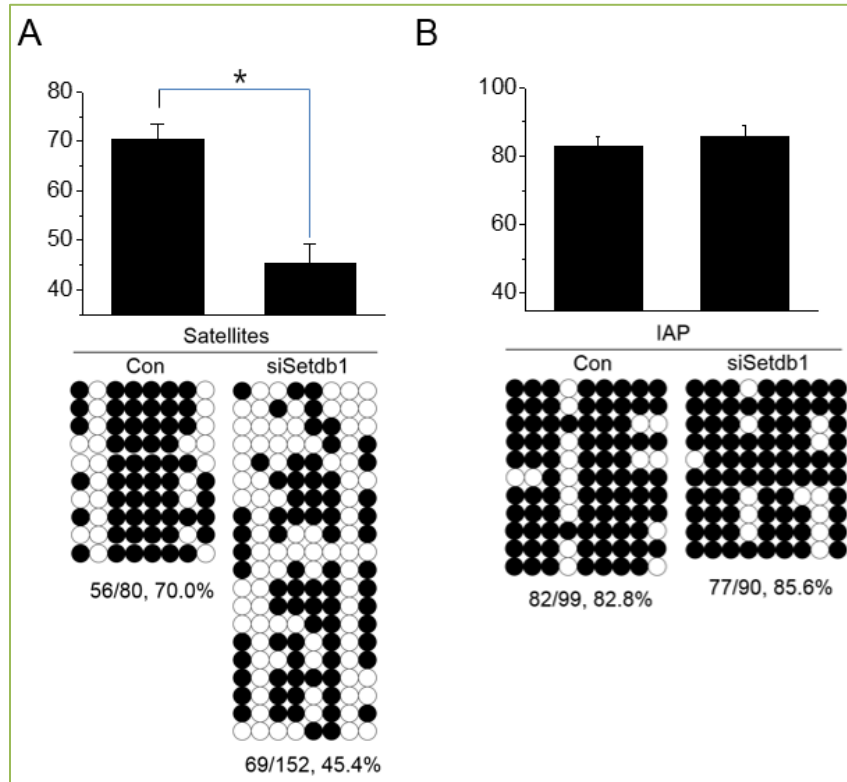 A
80
70
60
50
40
*
Satellites
Con siSetdb1
56/80, 70.0%
69/152, 45.4%
B
100
80
60
40
IAP
Con siSetdb1
82/99, 82.8%
77/90, 85.6%